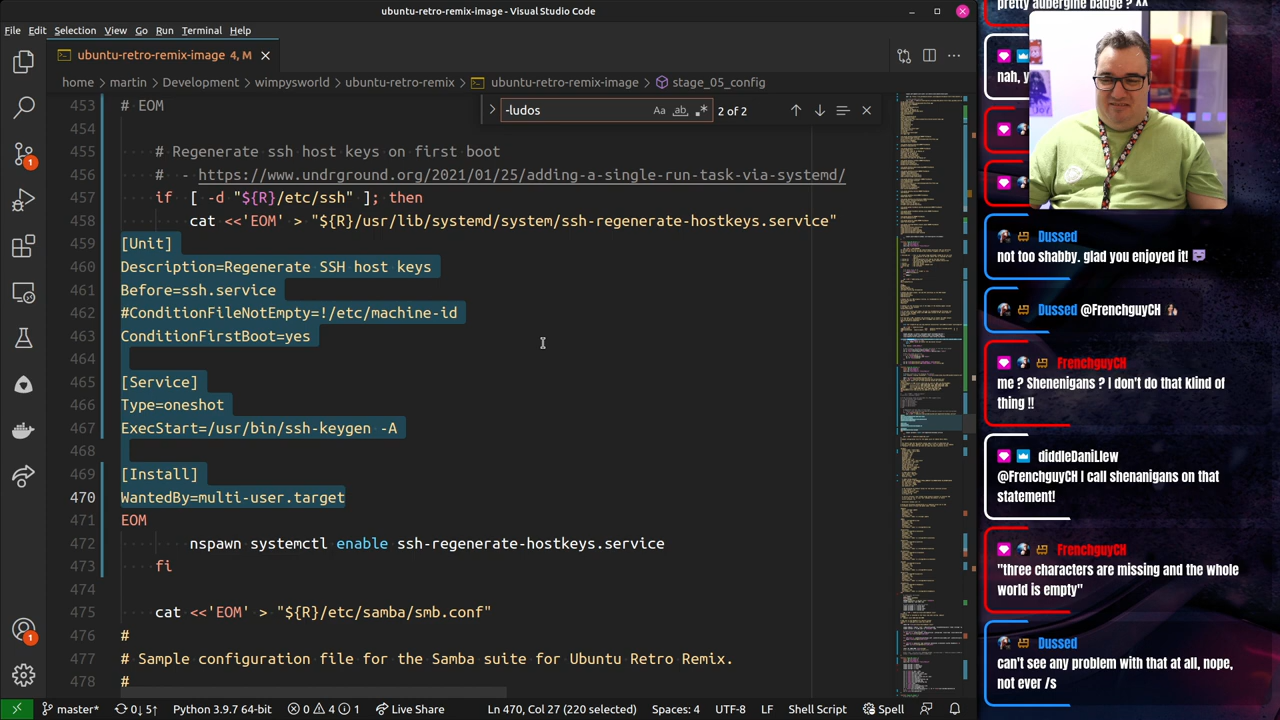 ubuntu-retro-remix-image - Visual Studio Code
File Edit Selection View Go Run Terminal Help
ubuntu-retro-remix-image 4, M
home > martin > Development > wimpysworld > ubuntu-retro-remix > ubuntu-retro-remix-image > stage_05_config
-ludos
Aa ab .* 2 of 2
453 # EOM
454
455 # Regenerate ssh host keys on first boot
456 # - https://www.undrground.org/2021/01/25/adding-a-single-run-task-via-systemd/
457 if [ -e "${R}/etc/ssh" ]; then
458 cat <<'EOM' > "${R}/usr/lib/systemd/system/ssh-regenerate-hostkeys.service"
459 [Unit]
460 Description=Regenerate SSH host keys
461 Before=ssh.service
462 #ConditionFileNotEmpty=!/etc/machine-id
463 ConditionFirstBoot=yes
464
465 [Service]
466 Type=oneshot
467 ExecStart=/usr/bin/ssh-keygen -A
468
469 [Install]
470 WantedBy=multi-user.target
471 EOM
472 nspawn systemctl enable ssh-regenerate-hostkeys.service
473 fi
474
475 cat <<'EOM' > "${R}/etc/samba/smb.conf"
476 #
477 # Sample configuration file for the Samba suite for Ubuntu Retro Remix.
478 #
1
1
master* 0↓ 5↑ Python 3.9.7 64-bit 0 4 1 Live Share Ln 470, Col 27 (220 selected) Spaces: 4 UTF-8 LF Shell Script Spell
pretty aubergine badge ? ^^
nah, y
Dussed
not too shabby. glad you enjoyed it!
Dussed @FrenchguyCH
FrenchguyCH
me ? Shenenigans ? I don't do that klind of
thing !!
diddleDaniLlew
@FrenchguyCH I call shenanigans on that
statement!
FrenchguyCH
"three characters are missing and the whole
world is empty"
Dussed
can't see any problem with that at all, nope,
not ever /s